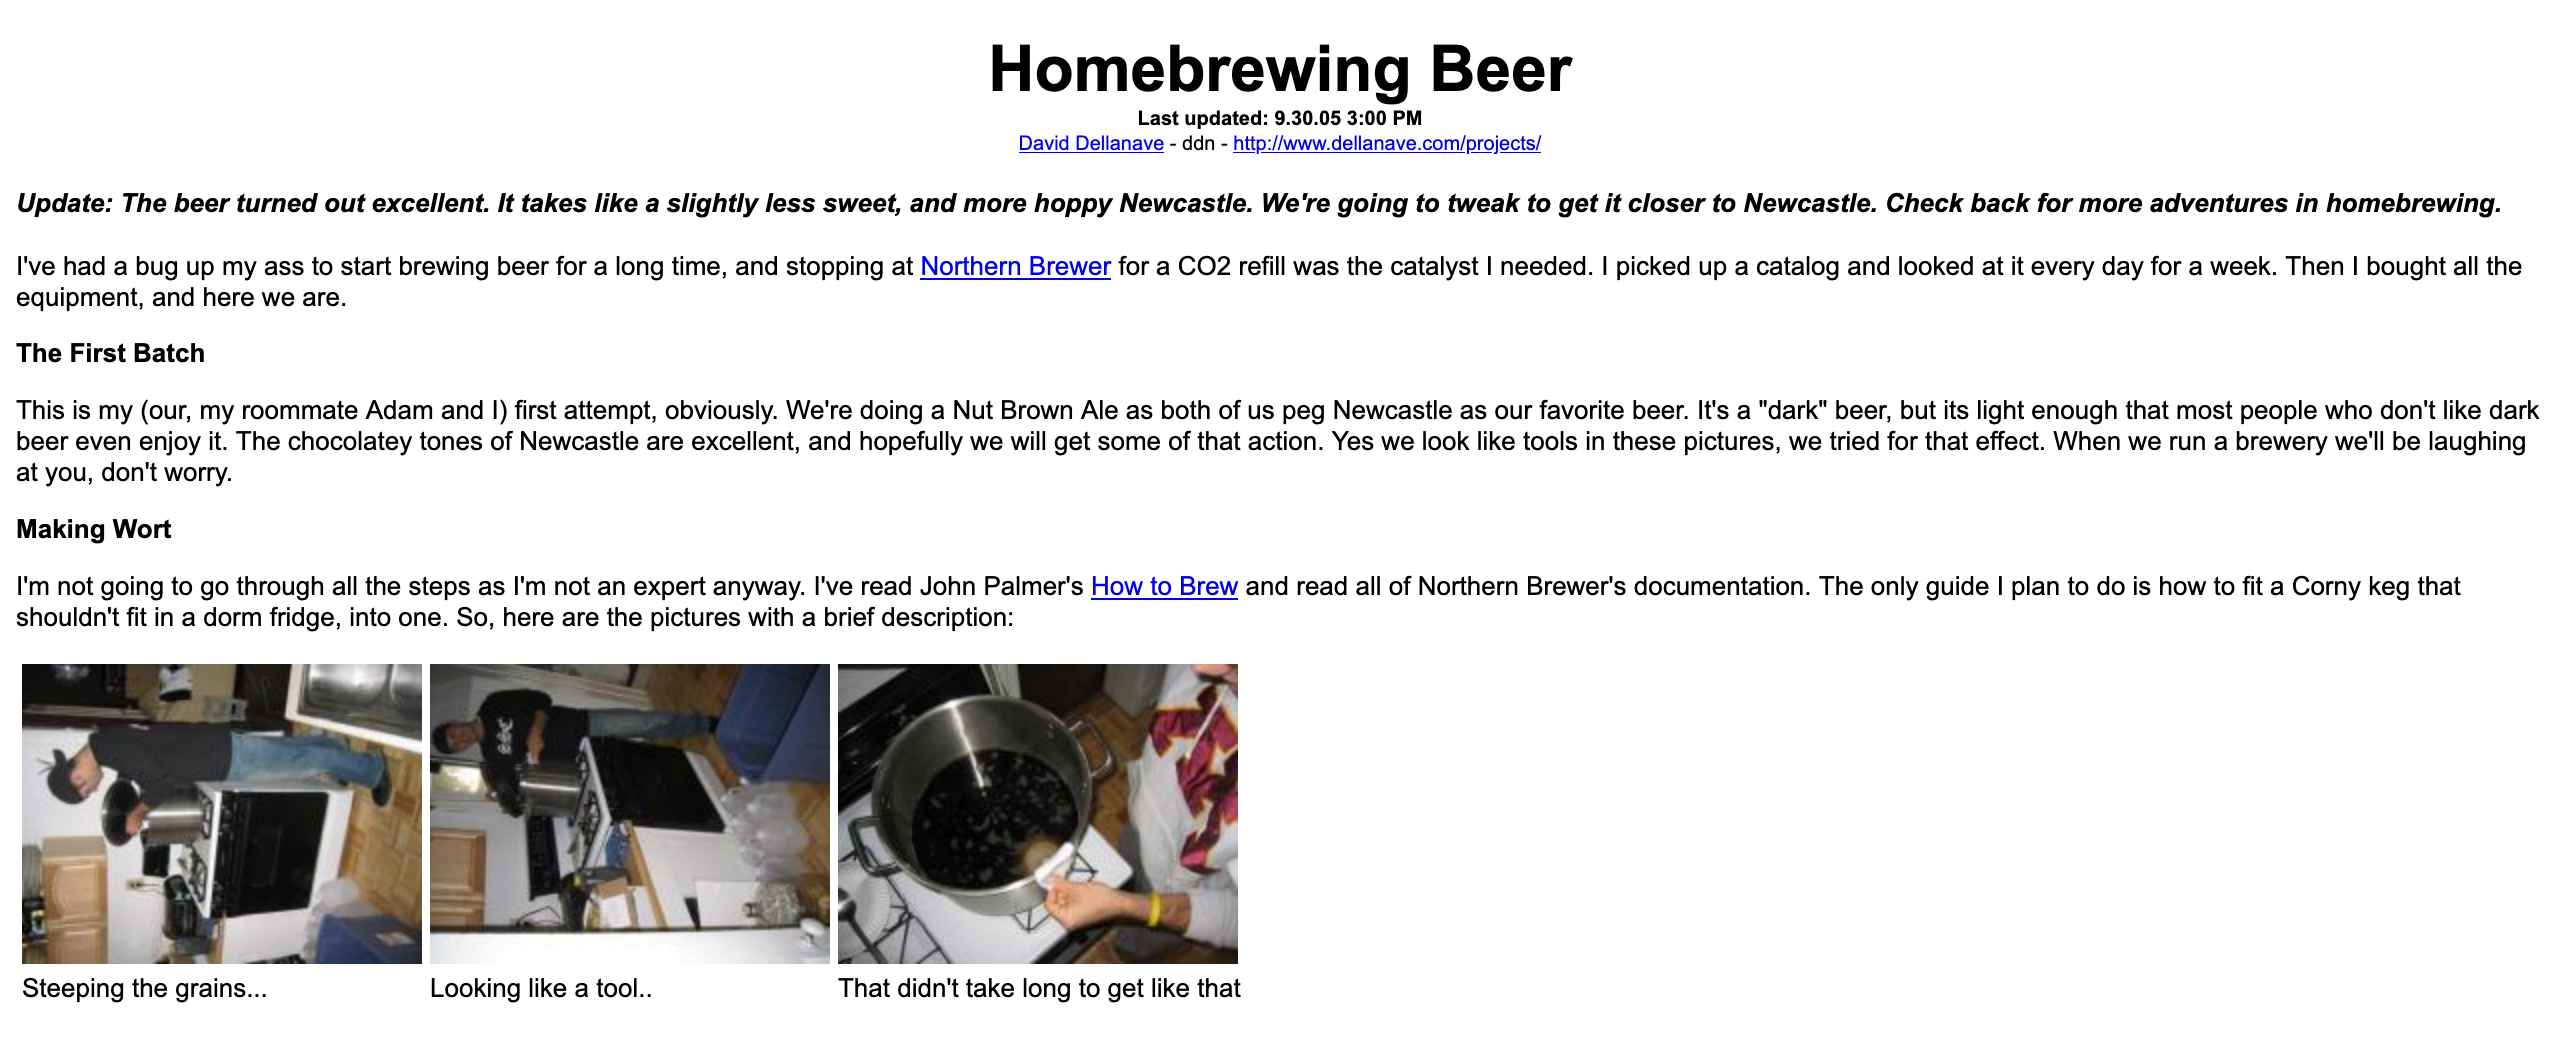 Homebrewing Beer
Last updated: 9.30.05 3:00 PM
David Dellanave - ddn - http://www.dellanave.com/projects/
Update: The beer turned out excellent. It takes like a slightly less sweet, and more hoppy Newcastle. We're going to tweak to get it closer to Newcastle. Check back for more adventures in homebrewing.
I've had a bug up my ass to start brewing beer for a long time, and stopping at Northern Brewer for a CO2 refill was the catalyst I needed. I picked up a catalog and looked at it every day for a week. Then I bought all the
equipment, and here we are.
The First Batch
This is my (our, my roommate Adam and I) first attempt, obviously. We're doing a Nut Brown Ale as both of us peg Newcastle as our favorite beer. It's a "dark" beer, but its light enough that most people who don't like dark
beer even enjoy it. The chocolatey tones of Newcastle are excellent, and hopefully we will get some of that action. Yes we look like tools in these pictures, we tried for that effect. When we run a brewery we'll be laughing
at you, don't worry.
Making Wort
I'm not going to go through all the steps as I'm not an expert anyway. I've read John Palmer's How to Brew and read all of Northern Brewer's documentation. The only guide I plan to do is how to fit a Corny keg that
shouldn't fit in a dorm fridge, into one. So, here are the pictures with a brief description:
Steeping the grains...
Looking like a tool..
That didn't take long to get like that